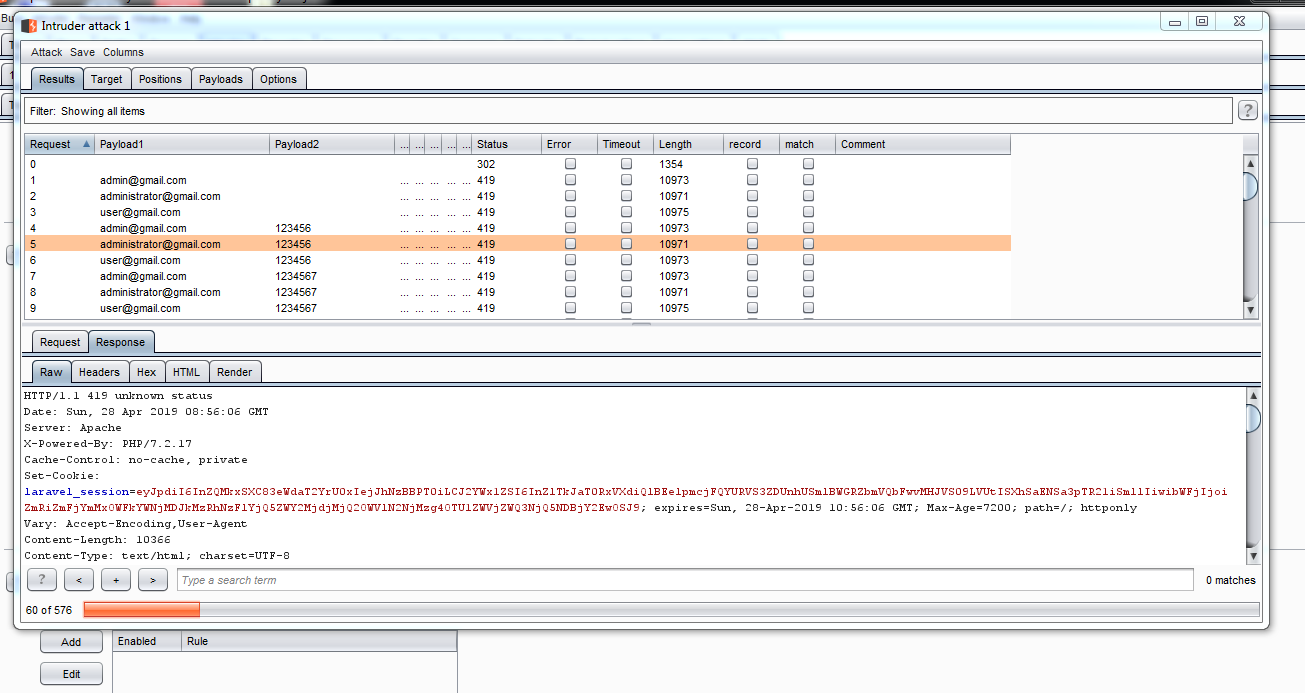 Intruder attack 1
Attack Save Columns
Results Target Positions Payloads Options
Filter: Showing all items ?
Request Payload1 Payload2 ... ... ... ... ... Status Error Timeout Length record match Comment
0 302 1354
1 admin@gmail.com ... ... ... ... ... 419 10973
2 administrator@gmail.com ... ... ... ... ... 419 10971
3 user@gmail.com ... ... ... ... ... 419 10975
4 admin@gmail.com 123456 ... ... ... ... ... 419 10973
5 administrator@gmail.com 123456 ... ... ... ... ... 419 10971
6 user@gmail.com 123456 ... ... ... ... ... 419 10973
7 admin@gmail.com 1234567 ... ... ... ... ... 419 10973
8 administrator@gmail.com 1234567 ... ... ... ... ... 419 10971
9 user@gmail.com 1234567 ... ... ... ... ... 419 10975
Request Response
Raw Headers Hex HTML Render
HTTP/1.1 419 unknown status
Date: Sun, 28 Apr 2019 08:56:06 GMT
Server: Apache
X-Powered-By: PHP/7.2.17
Cache-Control: no-cache, private
Set-Cookie:
laravel_session=
; expires=Sun, 28-Apr-2019 10:56:06 GMT; Max-Age=7200; path=/; httponly
Vary: Accept-Encoding,User-Agent
Content-Length: 10366
Content-Type: text/html; charset=UTF-8
? < + > Type a search term 0 matches
60 of 576
Add Enabled Rule
Edit